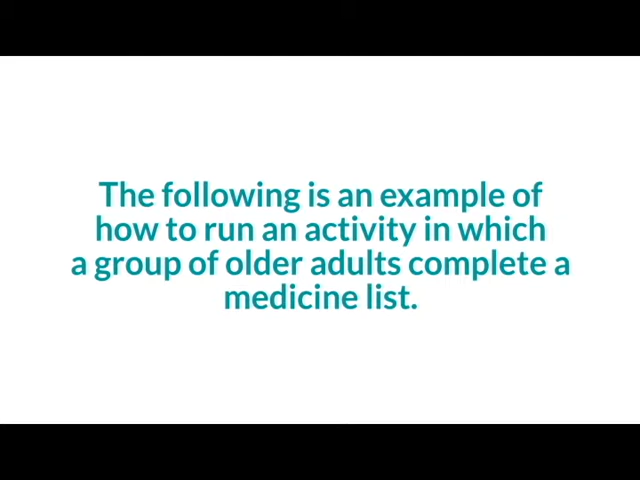 The following is an example of
how to run an activity in which
a group of older adults complete a
medicine list.